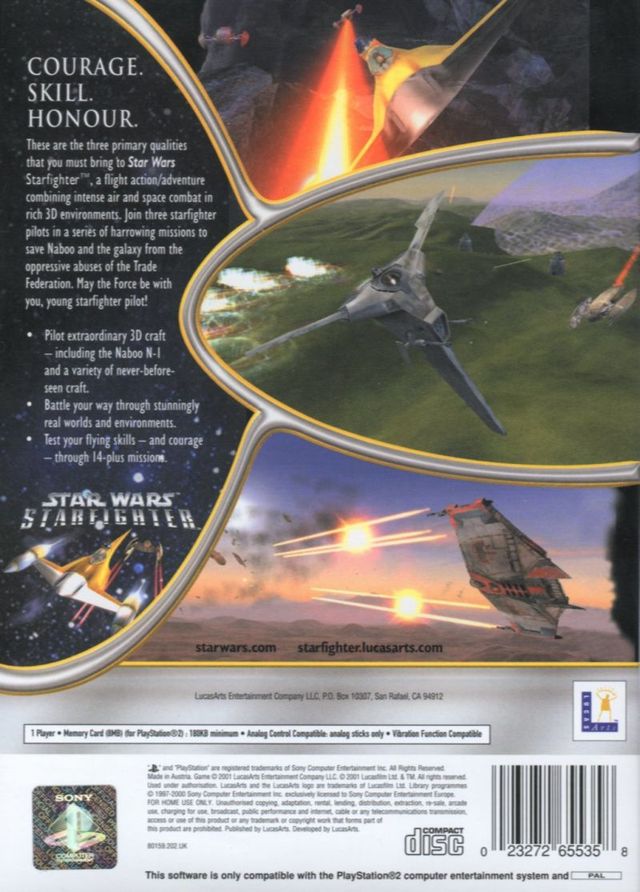 COURAGE.
SKILL.
HONOUR.
These are the three primary qualities
that you must bring to Star Wars
Starfighter™, a flight action/adventure
combining intense air and space combat in
rich 3D environments. Join three starfighter
pilots in a series of harrowing missions to
save Naboo and the galaxy from the
oppressive abuses of the Trade
Federation. May the Force be with
you, young starfighter pilot!
• Pilot extraordinary 3D craft
– including the Naboo N-1
and a variety of never-before-
seen craft.
• Battle your way through stunningly
real worlds and environments.
• Test your flying skills – and courage
– through 14-plus missions.
STAR WARS
STARFIGHTER
starwars.com starfighter.lucasarts.com
LucasArts Entertainment Company LLC, P.O. Box 10307, San Rafael, CA 94912
LUCAS
Arts
1 Player • Memory Card (8MB) (for PlayStation®2) : 180KB minimum • Analog Control Compatible: analog sticks only • Vibration Function Compatible
" and "PlayStation" are registered trademarks of Sony Computer Entertainment Inc. All Rights Reserved.
Made in Austria. Game © 2001 LucasArts Entertainment Company LLC. © 2001 Lucasfilm Ltd. & TM. All rights reserved.
Used under authorisation. LucasArts and the LucasArts logo are trademarks of Lucasfilm Ltd. Library programmes
© 1997-2000 Sony Computer Entertainment Inc. exclusively licensed to Sony Computer Entertainment Europe.
FOR HOME USE ONLY. Unauthorised copying, adaptation, rental, lending, distribution, extraction, re-sale, arcade
use, charging for use, broadcast, public performance and internet, cable or any telecommunications transmission,
access or use of this product or any trademark or copyright work that forms part of
this product are prohibited. Published by LucasArts. Developed by LucasArts.
80159.202.UK
SONY
COMPUTER
COMPACT
disc
0 23272 65535 8
This software is only compatible with the PlayStation®2 computer entertainment system and PAL